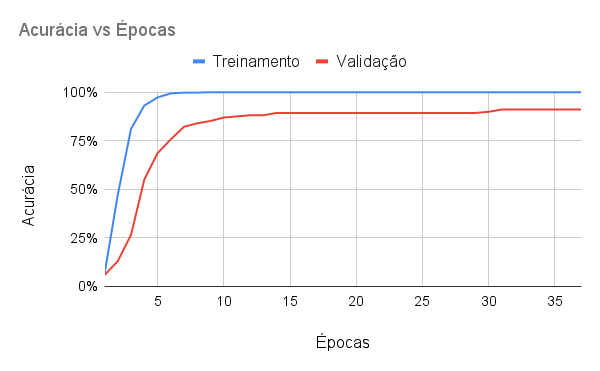 Acurácia vs Épocas
Treinamento Validação
100%
75%
50%
25%
0%
Acurácia
5 10 15 20 25 30 35
Épocas